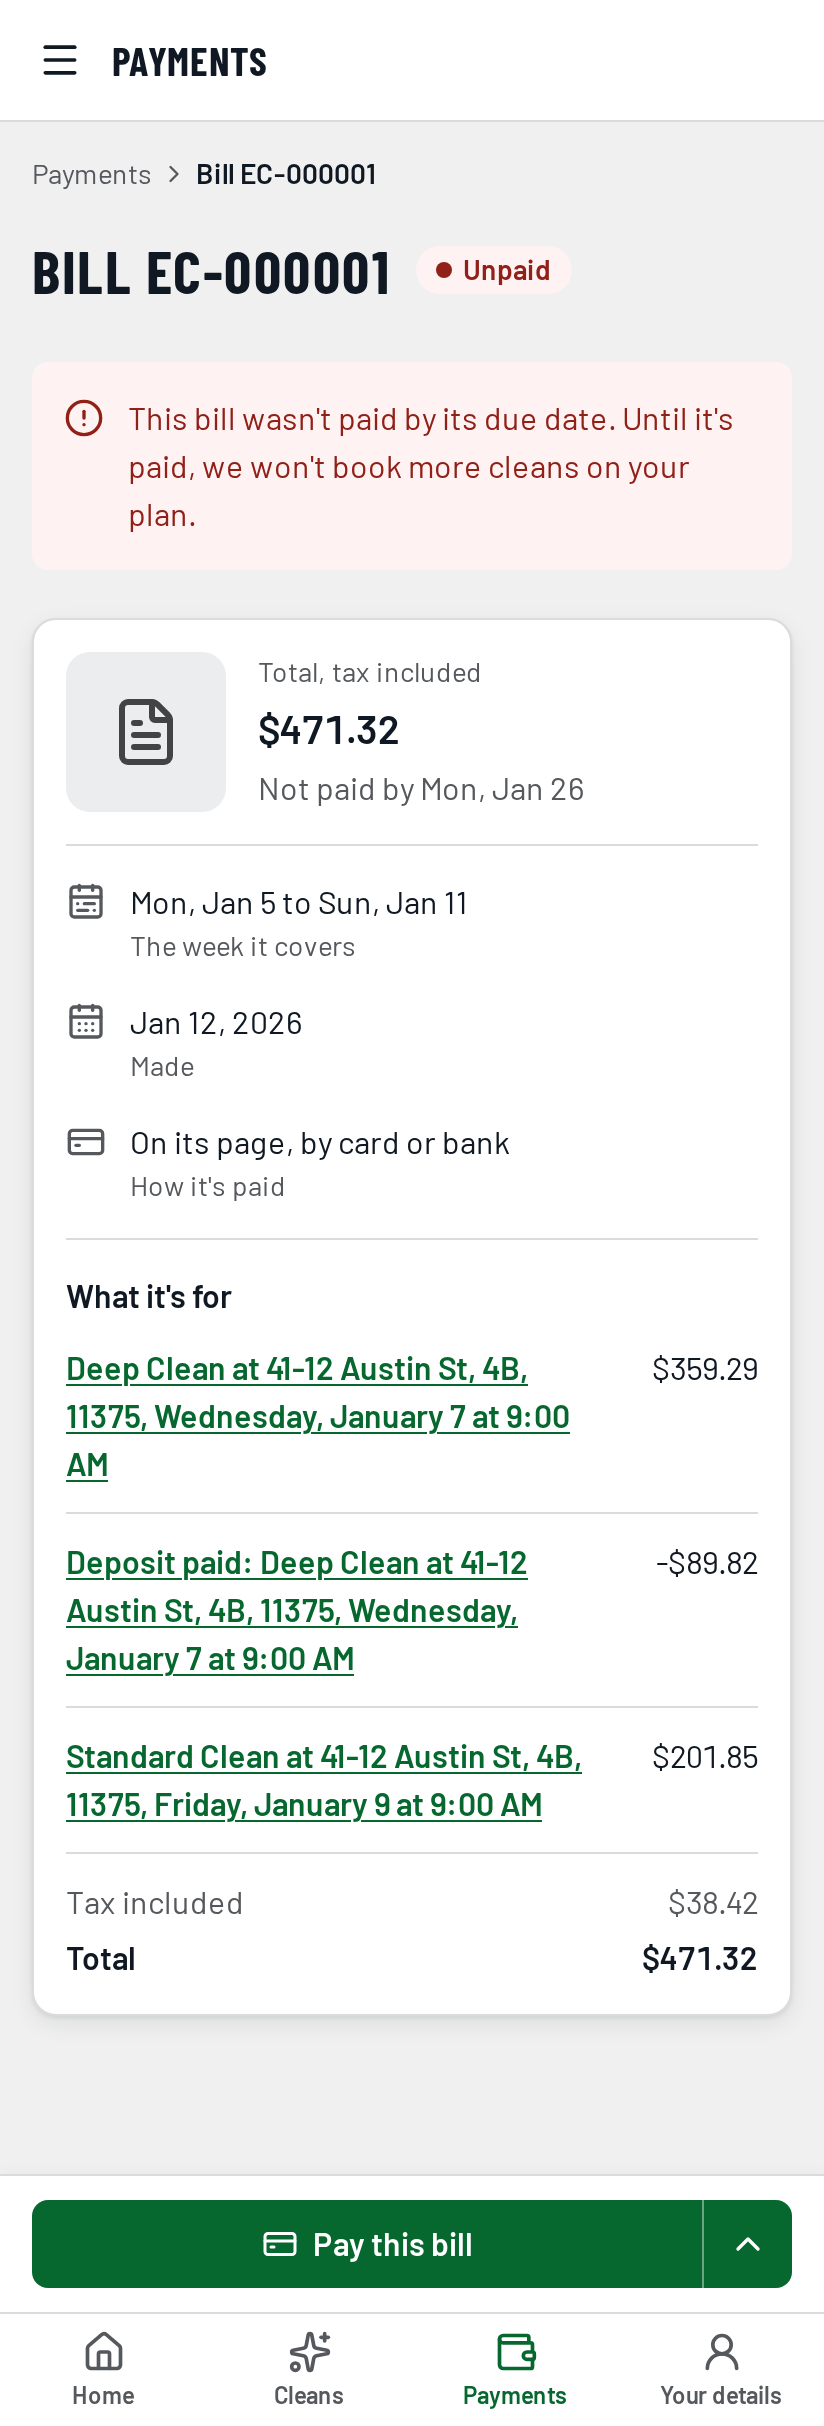 PAYMENTS
Payments > Bill EC-000001
BILL EC-000001
Unpaid
This bill wasn't paid by its due date. Until it's
paid, we won't book more cleans on your
plan.
Total, tax included
$471.32
Not paid by Mon, Jan 26
Mon, Jan 5 to Sun, Jan 11
The week it covers
Jan 12, 2026
Made
On its page, by card or bank
How it's paid
What it's for
Deep Clean at 41-12 Austin St, 4B, $359.29
11375, Wednesday, January 7 at 9:00
AM
Deposit paid: Deep Clean at 41-12 -$89.82
Austin St, 4B, 11375, Wednesday,
January 7 at 9:00 AM
Standard Clean at 41-12 Austin St, 4B, $201.85
11375, Friday, January 9 at 9:00 AM
Tax included $38.42
Total $471.32
Pay this bill
Home Cleans Payments Your details